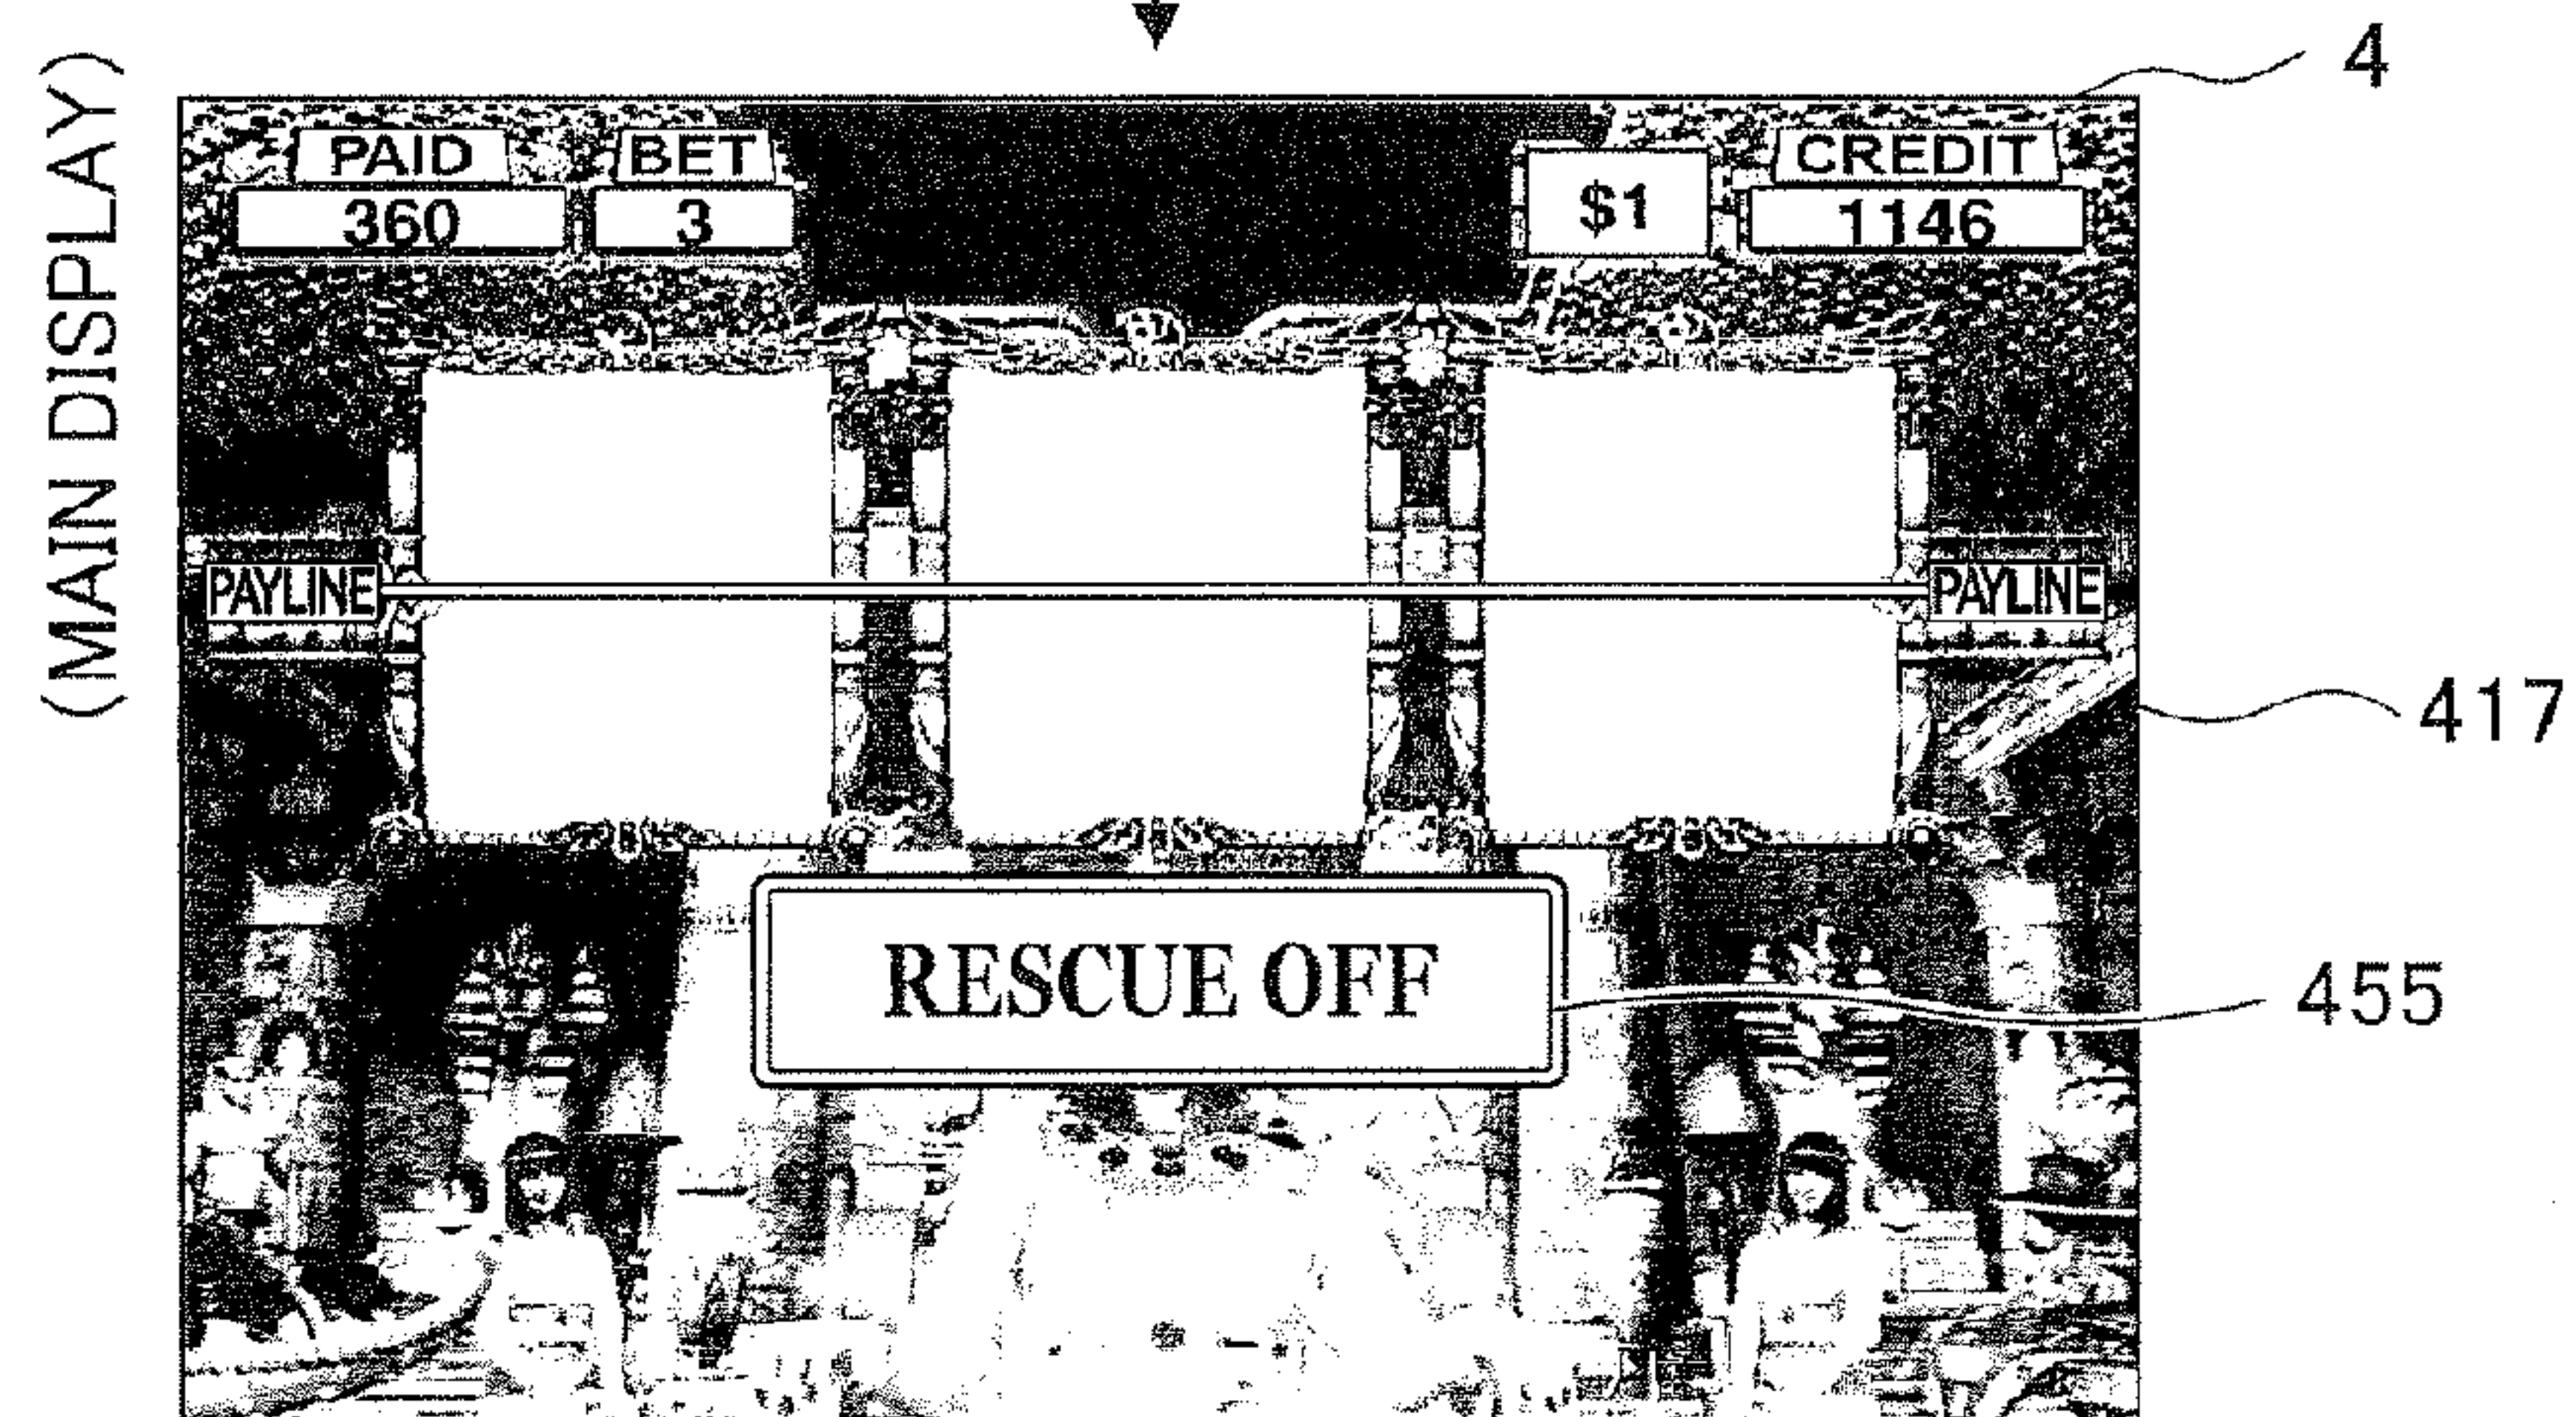 (MAIN DISPLAY)
4
PAID BET CREDIT
360 3 $1 1146
PAYLINE PAYLINE
417
RESCUE OFF
455